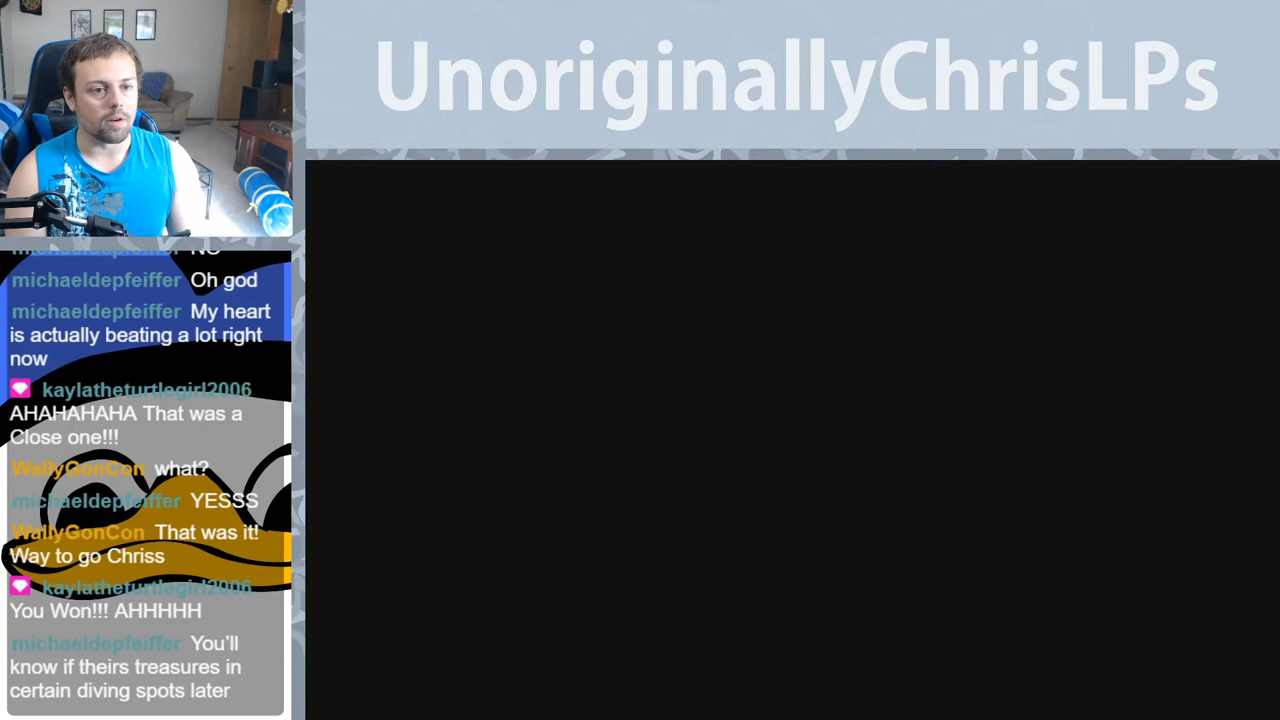 UnoriginallyChrisLPs
michaeldepfeiffer NO
michaeldepfeiffer Oh god
michaeldepfeiffer My heart
is actually beating a lot right
now
kaylatheturtlegirl2006
AHAHAHAHA That was a
Close one!!!
WallyGonCon what?
michaeldepfeiffer YESSS
WallyGonCon That was it!
Way to go Chriss
kaylatheturtlegirl2006
You Won!!! AHHHHH
michaeldepfeiffer You’ll
know if theirs treasures in
certain diving spots later